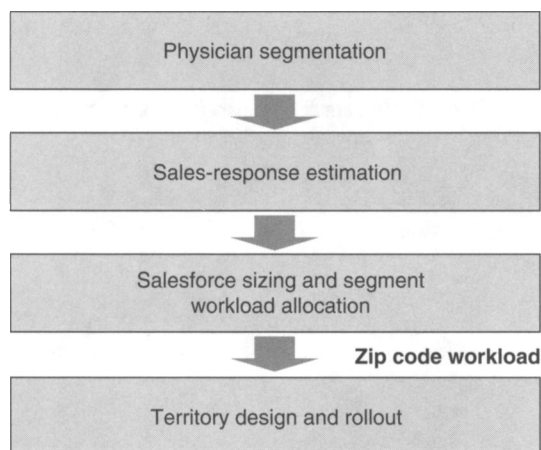 Physician segmentation
Sales-response estimation
Salesforce sizing and segment
workload allocation
Zip code workload
Territory design and rollout